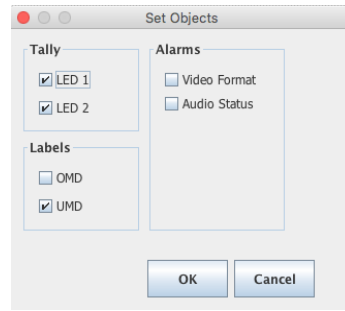 Set Objects
Tally
LED 1
LED 2
Labels
OMD
UMD
Alarms
Video Format
Audio Status
OK
Cancel